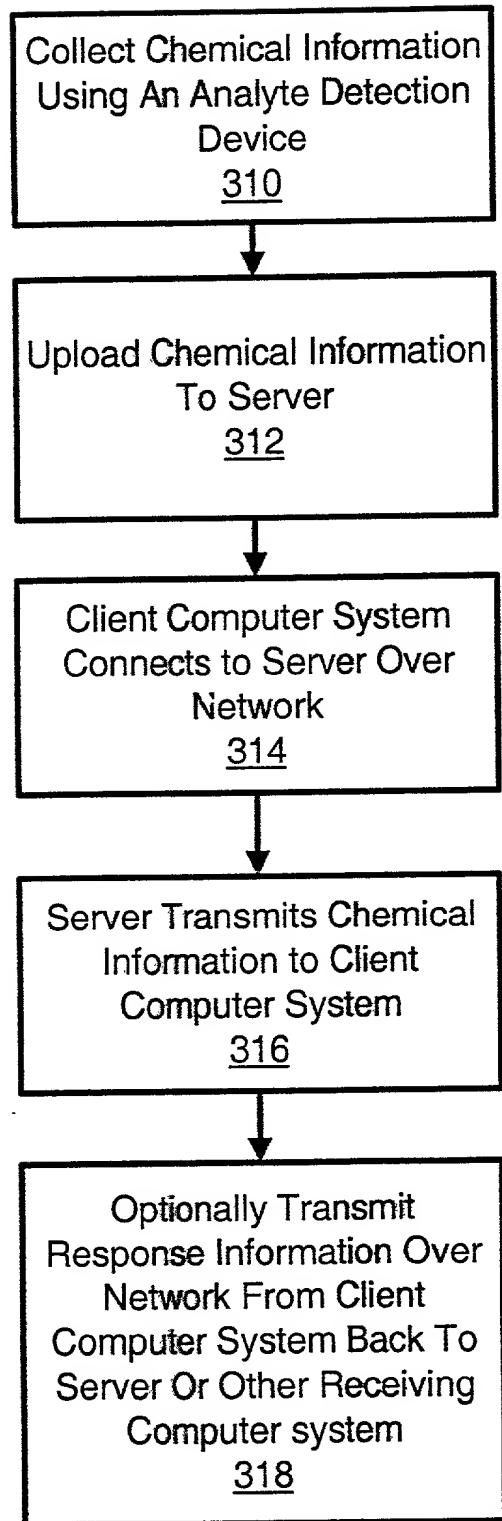 Collect Chemical Information
Using An Analyte Detection
Device
310
Upload Chemical Information
To Server
312
Client Computer System
Connects to Server Over
Network
314
Server Transmits Chemical
Information to Client
Computer System
316
Optionally Transmit
Response Information Over
Network From Client
Computer System Back To
Server Or Other Receiving
Computer system
318